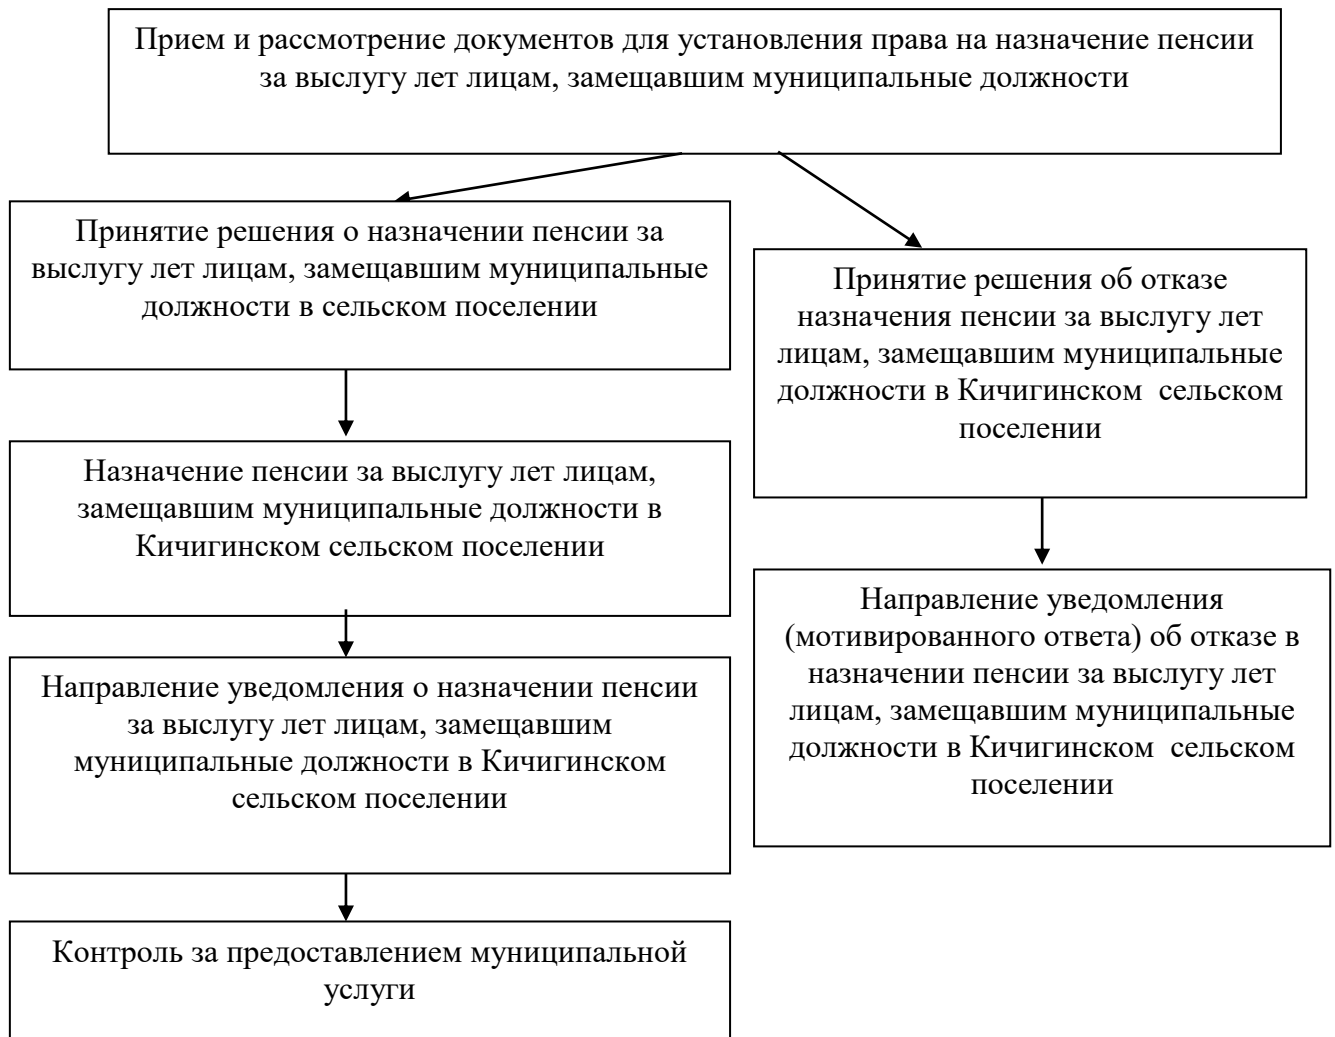 Прием и рассмотрение документов для установления права на назначение пенсии
за выслугу лет лицам, замещавшим муниципальные должности
Принятие решения о назначении пенсии за
выслугу лет лицам, замещавшим муниципальные
должности в сельском поселении
Принятие решения об отказе
назначения пенсии за выслугу лет
лицам, замещавшим муниципальные
должности в Кичигинском  сельском
поселении
Назначение пенсии за выслугу лет лицам,
замещавшим муниципальные должности в
Кичигинском сельском поселении
Направление уведомления
(мотивированного ответа) об отказе в
назначении пенсии за выслугу лет
лицам, замещавшим муниципальные
должности в Кичигинском  сельском
поселении
Направление уведомления о назначении пенсии
за выслугу лет лицам, замещавшим
муниципальные должности в Кичигинском
сельском поселении
Контроль за предоставлением муниципальной
услуги